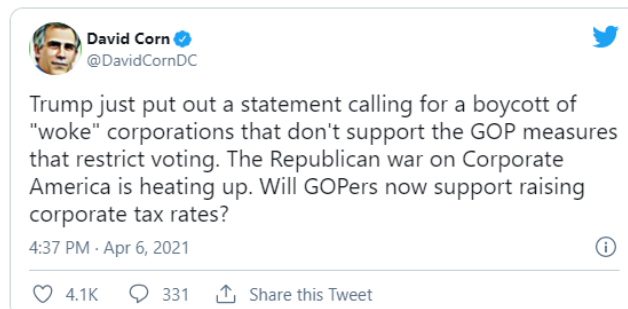 David Corn
@DavidCornDC
Trump just put out a statement calling for a boycott of
"woke" corporations that don't support the GOP measures
that restrict voting. The Republican war on Corporate
America is heating up. Will GOPers now support raising
corporate tax rates?
4:37 PM · Apr 6, 2021
4.1K 331 Share this Tweet